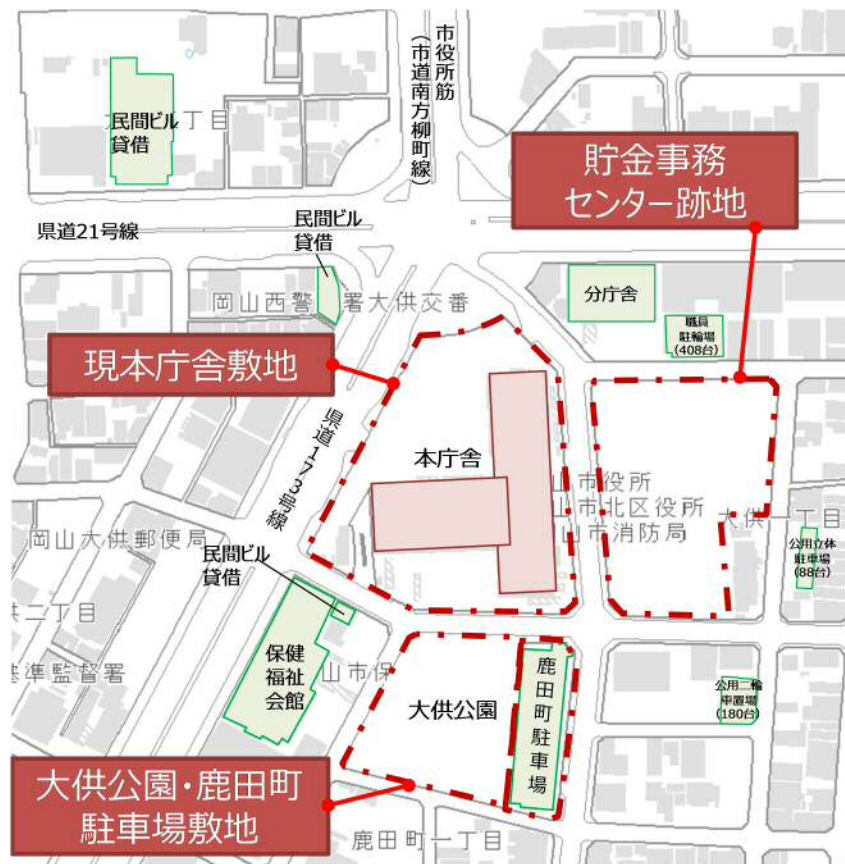 市役所筋
（市道南方柳町線）
丁目
民間ビル
貸借
貯金事務
センター跡地
県道21号線
民間ビル
貸借
分庁舎
岡山西警
署大供交番
職員
駐輪場
(408台)
現本庁舎敷地
県道173号線
本庁舎
市役所
山市北区役所
山市消防局
大供一丁目
岡山大供郵便局
民間ビル
貸借
公用立体
駐車場
(88台)
二丁目
基準監督署
保健
福祉
会館
山市保
大供公園
鹿田町駐車場
公用二輪
車置場
(180台)
大供公園・鹿田町
駐車場敷地
鹿田町一丁目